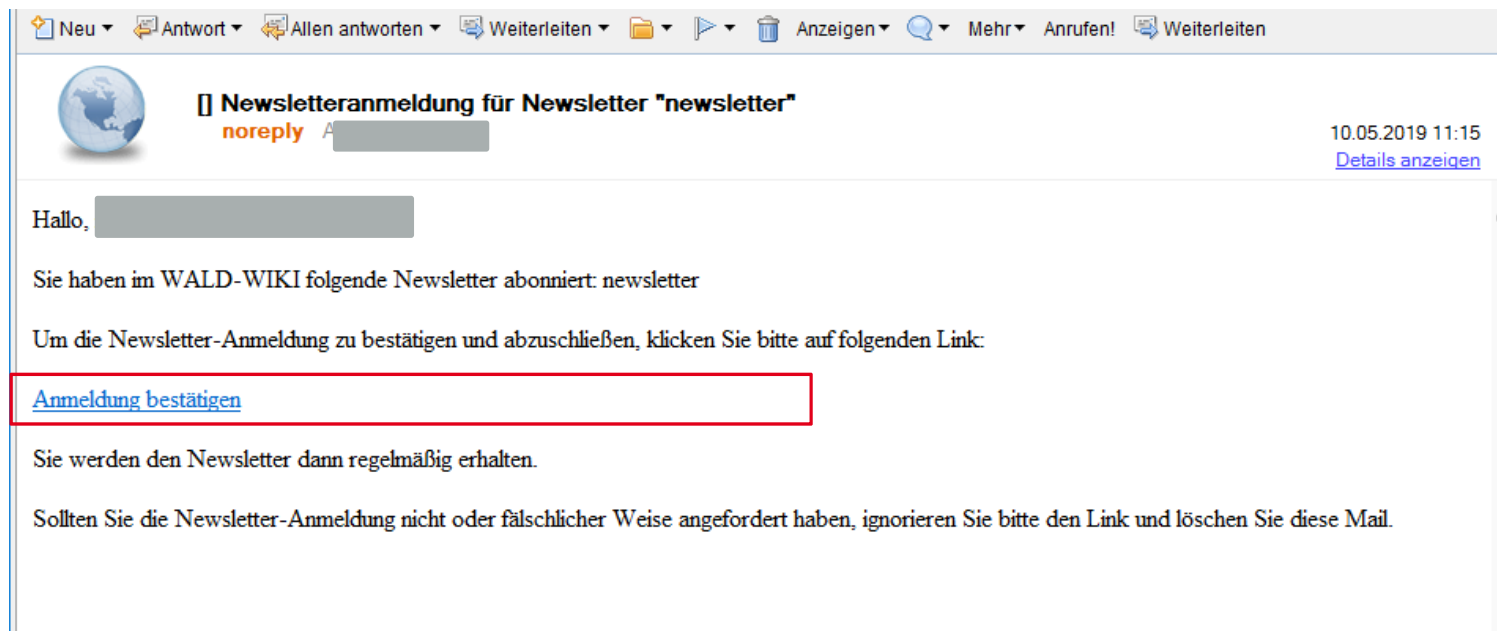 Neu Antwort Allen antworten Weiterleiten Anzeigen Mehr Anrufen! Weiterleiten
[] Newsletteranmeldung für Newsletter "newsletter"
noreply A
10.05.2019 11:15
Details anzeigen
Hallo,
Sie haben im WALD-WIKI folgende Newsletter abonniert: newsletter
Um die Newsletter-Anmeldung zu bestätigen und abzuschließen, klicken Sie bitte auf folgenden Link:
Anmeldung bestätigen
Sie werden den Newsletter dann regelmäßig erhalten.
Sollten Sie die Newsletter-Anmeldung nicht oder fälschlicher Weise angefordert haben, ignorieren Sie bitte den Link und löschen Sie diese Mail.